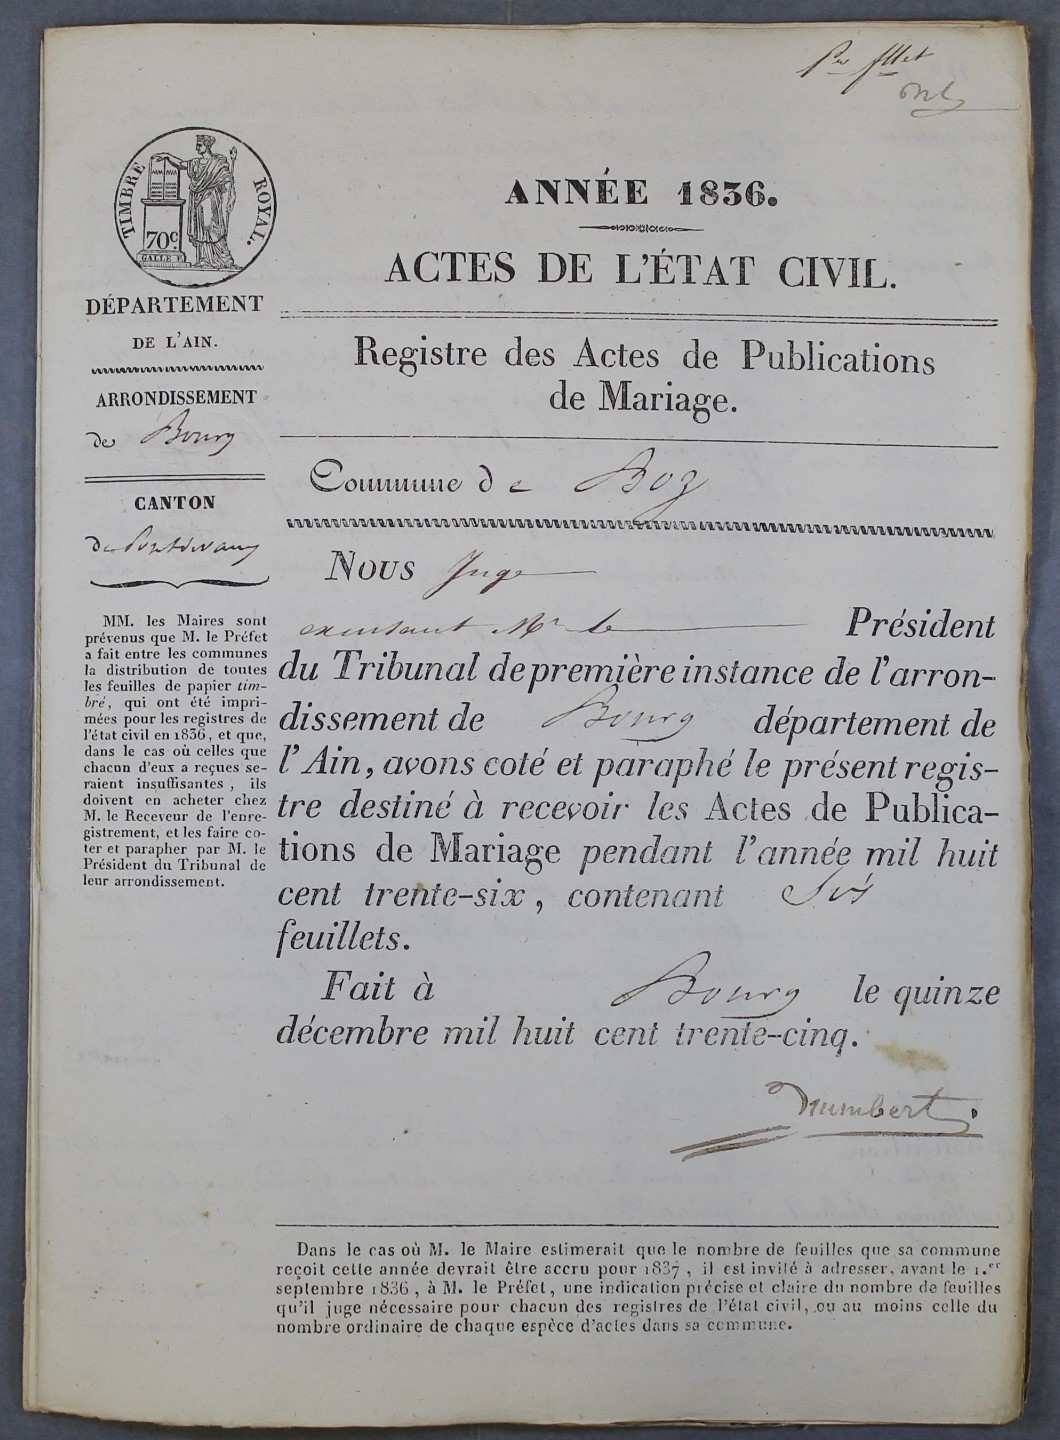 P.er f.llet
TIMBRE ROYAL.
70c.
GALLE F.
DÉPARTEMENT
DE L'AIN.
ARRONDISSEMENT
de Bourg
CANTON
de Pontdevaux
MM. les Maires sont
prévenus que M. le Préfet
a fait entre les communes
la distribution de toutes
les feuilles de papier tim-
bré, qui ont été impri-
mées pour les registres de
l'état civil en 1836, et que,
dans le cas où celles que
chacun d'eux a reçues se-
raient insuffisantes, ils
doivent en acheter chez
M. le Receveur de l'enre-
gistrement, et les faire co-
ter et parapher par M. le
Président du Tribunal de
leur arrondissement.
ANNÉE 1836.
ACTES DE L'ÉTAT CIVIL.
Registre des Actes de Publications
de Mariage.
Commune de Boz
Nous Juge
excusant Mr le Président
du Tribunal de première instance de l'arron-
dissement de Bourg département de
l'Ain, avons coté et paraphé le présent regis-
tre destiné à recevoir les Actes de Publica-
tions de Mariage pendant l'année mil huit
cent trente-six, contenant Six
feuillets.
Fait à Bourg le quinze
décembre mil huit cent trente-cinq.
Dans le cas où M. le Maire estimerait que le nombre de feuilles que sa commune
reçoit cette année devrait être accru pour 1837, il est invité à adresser, avant le 1.er
septembre 1836, à M. le Préfet, une indication précise et claire du nombre de feuilles
qu'il juge nécessaire pour chacun des registres de l'état civil, ou au moins celle du
nombre ordinaire de chaque espèce d'actes dans sa commune.